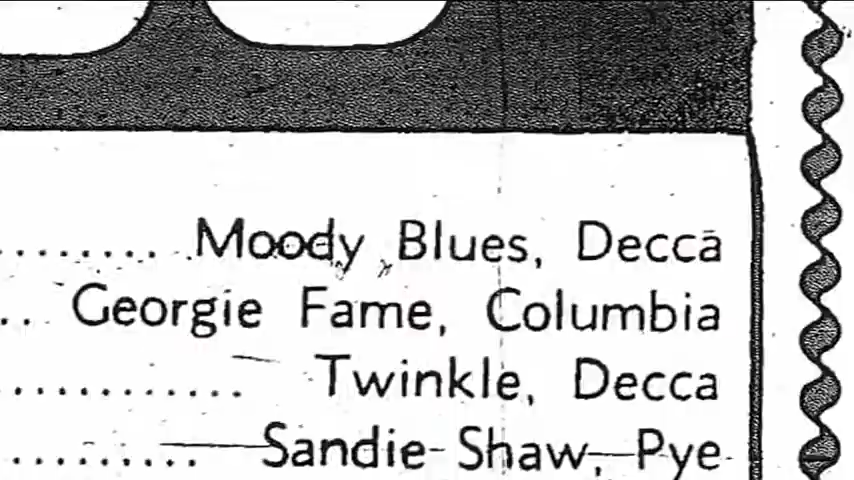 ........ Moody Blues, Decca
.. Georgie Fame, Columbia
............ Twinkle, Decca
.......... Sandie Shaw, Pye